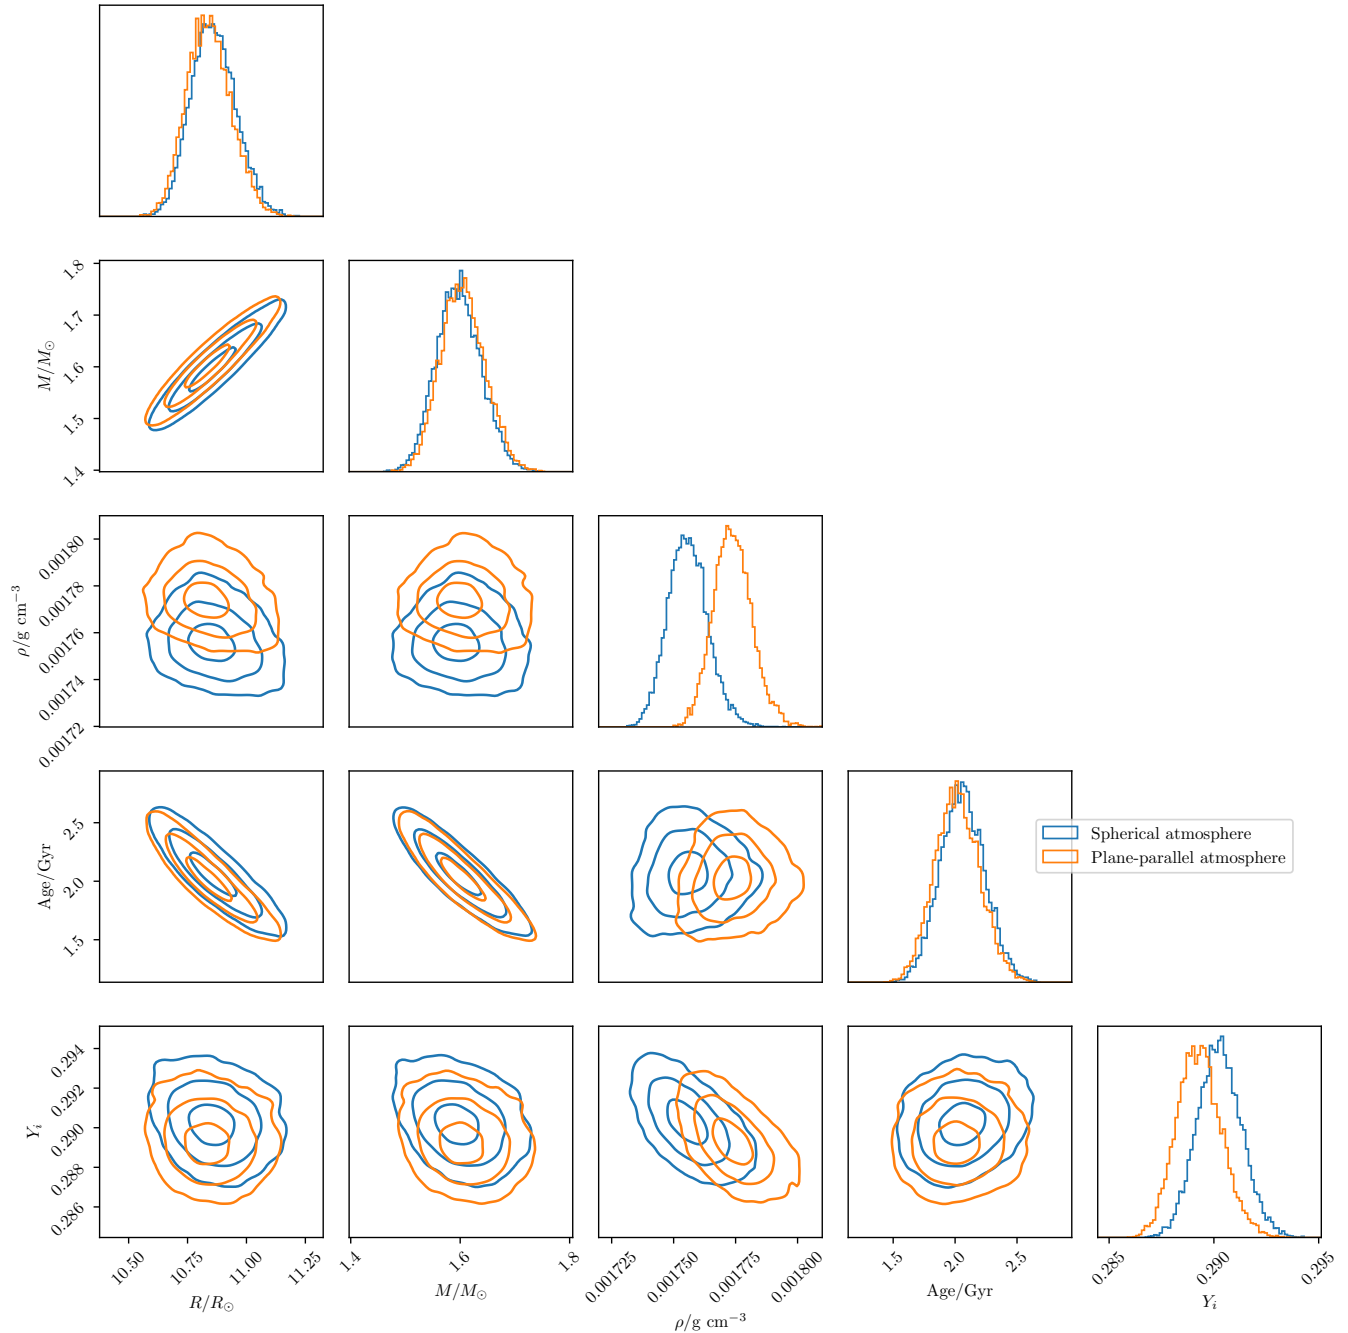 1.8
1.7
1.6
1.5
1.4
M/M⊙
0.00180
0.00178
0.00176
0.00174
0.00172
ρ/g cm⁻³
2.5
2.0
1.5
Age/Gyr
Spherical atmosphere
Plane-parallel atmosphere
0.294
0.292
0.290
0.288
0.286
Yᵢ
10.50 10.75 11.00 11.25
R/R⊙
1.4 1.6 1.8
M/M⊙
0.001725 0.001750 0.001775 0.001800
ρ/g cm⁻³
1.5 2.0 2.5
Age/Gyr
0.285 0.290 0.295
Yᵢ